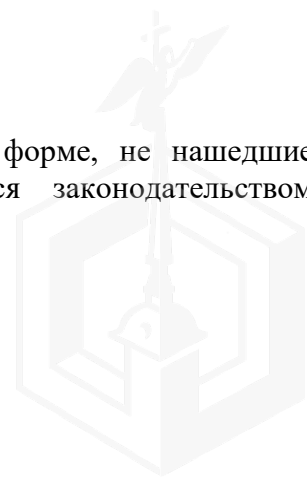 форме, не нашедшие
ся законодательством